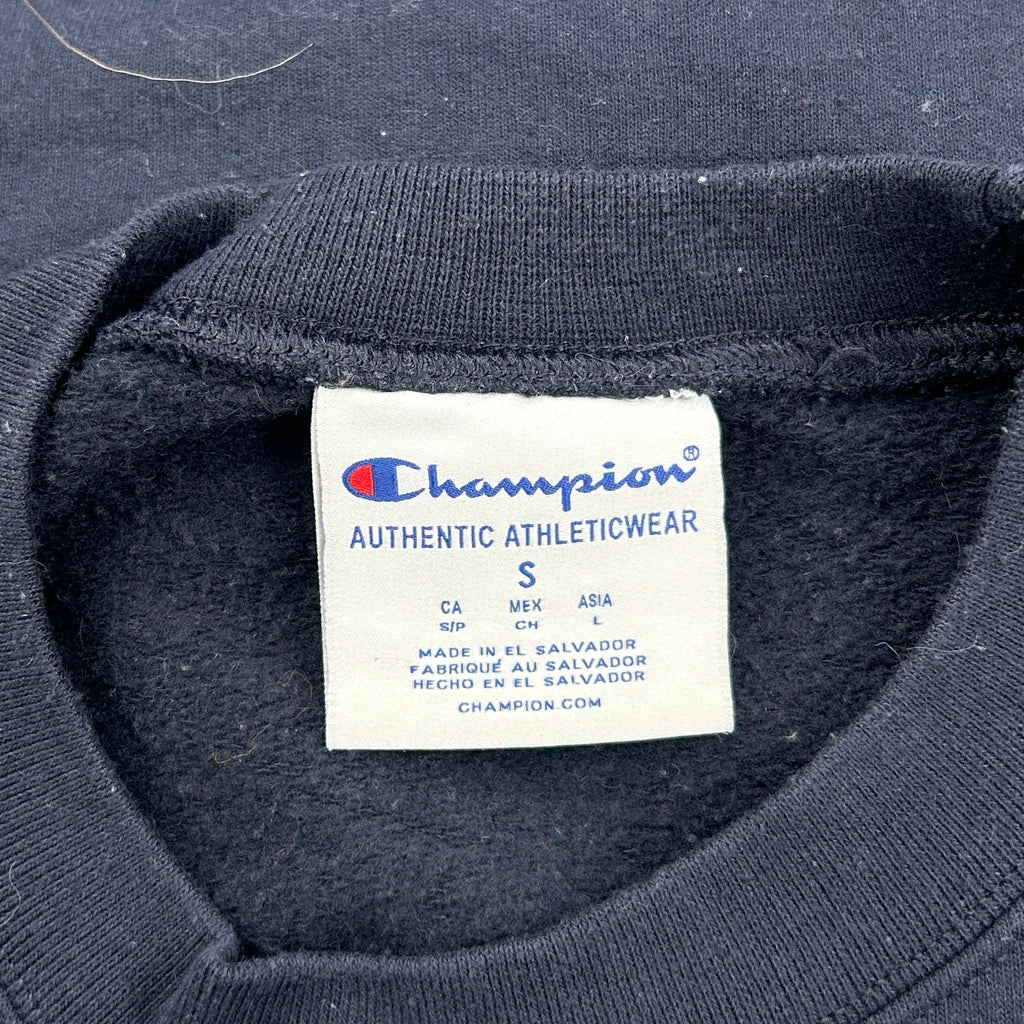 Champion®
AUTHENTIC ATHLETICWEAR
S
CA MEX ASIA
S/P CH L
MADE IN EL SALVADOR
FABRIQUÉ AU SALVADOR
HECHO EN EL SALVADOR
CHAMPION.COM